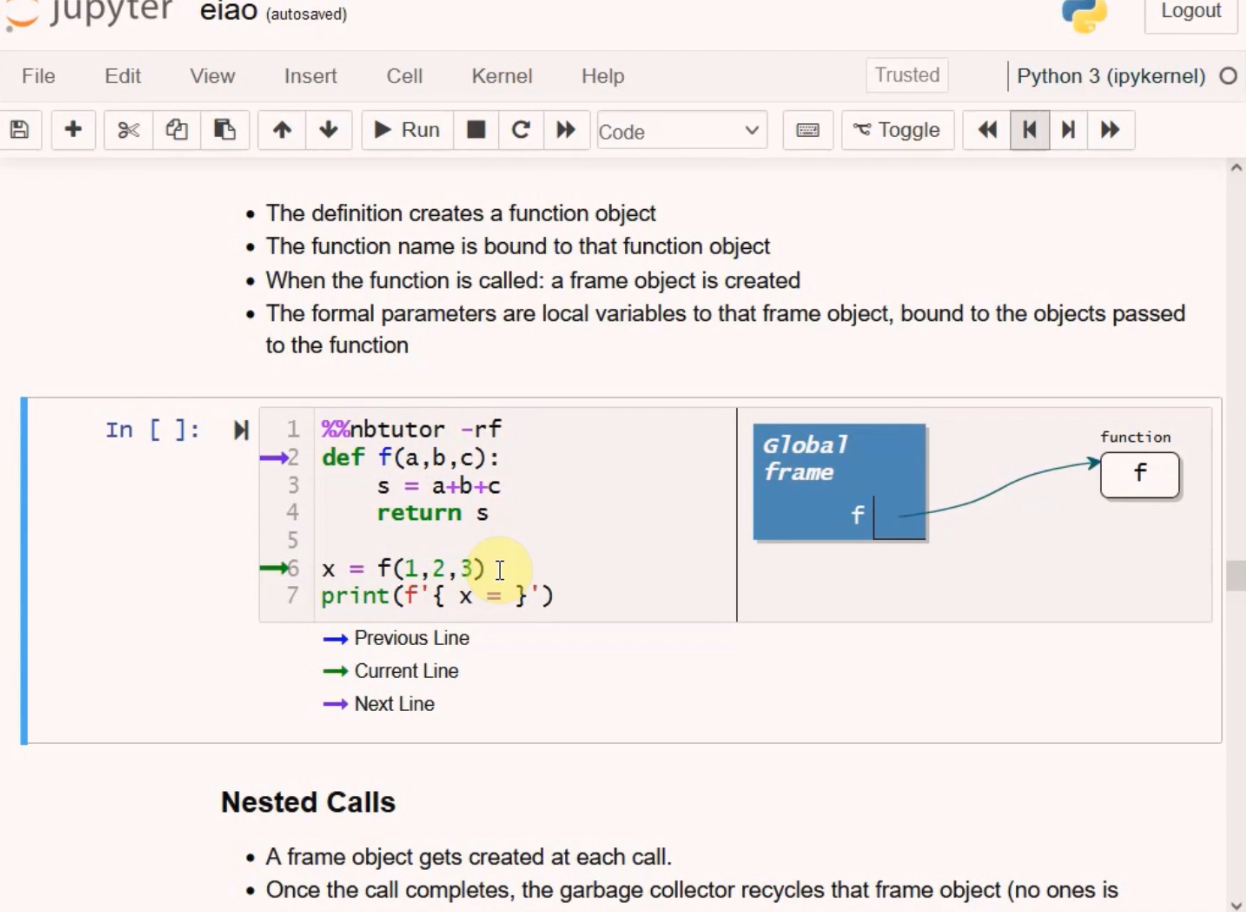 jupyter eiao (autosaved) Logout
File Edit View Insert Cell Kernel Help Trusted Python 3 (ipykernel)
Run Code Toggle
• The definition creates a function object
• The function name is bound to that function object
• When the function is called: a frame object is created
• The formal parameters are local variables to that frame object, bound to the objects passed
to the function
In [ ]:
1 %%nbtutor -rf
2 def f(a,b,c):
3     s = a+b+c
4     return s
5
6 x = f(1,2,3)
7 print(f'{ x = }')
Global
frame
f
function
f
Previous Line
Current Line
Next Line
Nested Calls
• A frame object gets created at each call.
• Once the call completes, the garbage collector recycles that frame object (no ones is